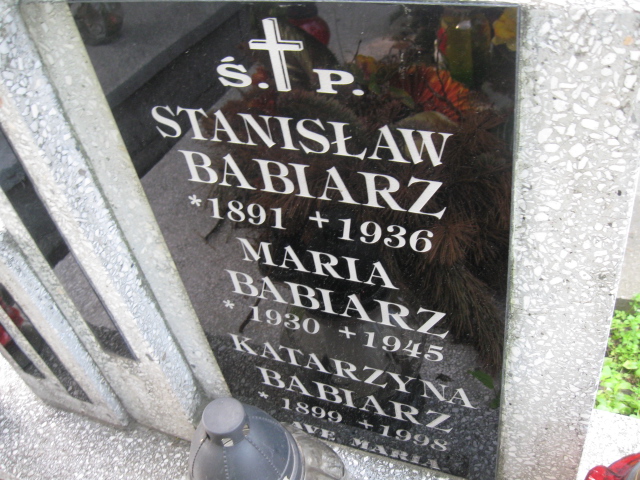 Ś. P.
STANISŁAW
BABIARZ
*1891 +1936
MARIA
BABIARZ
*1930 +1945
KATARZYNA
BABIARZ
*1899 +1998
AVE MARIA